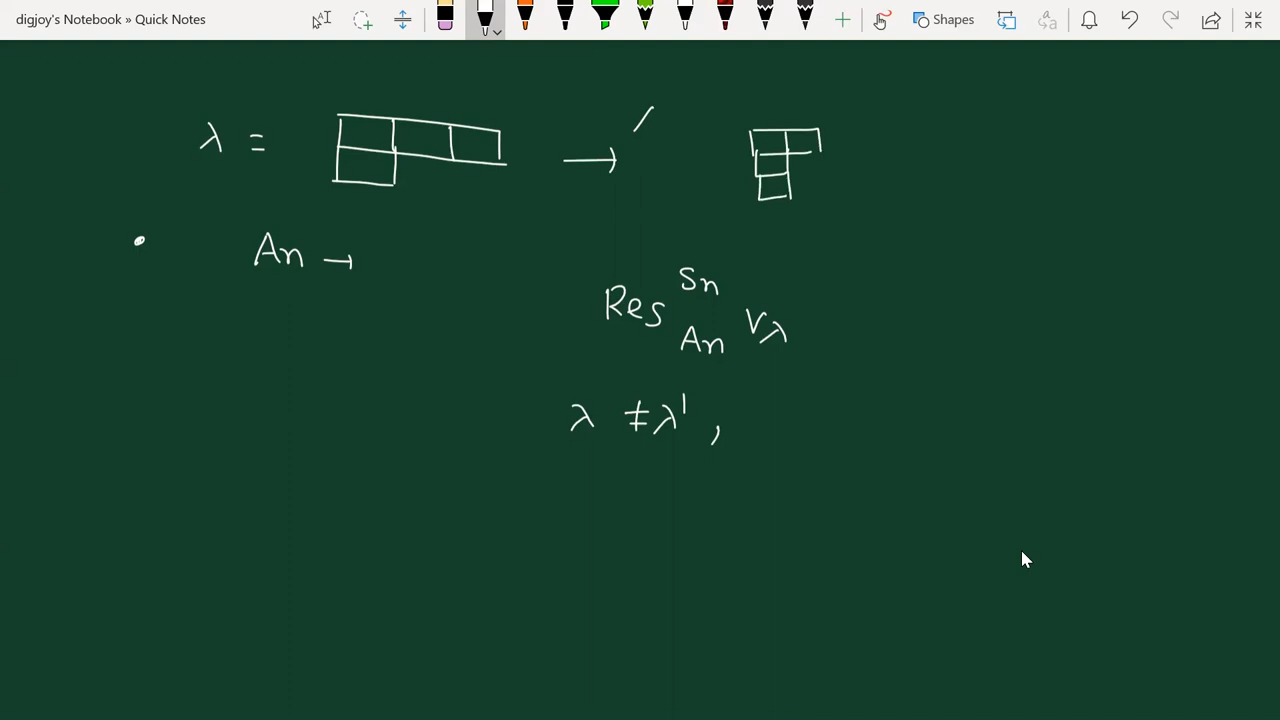 digjoy's Notebook » Quick Notes
Shapes
λ = → ′
• An →
Res Sn An Vλ
λ ≠ λ' ,